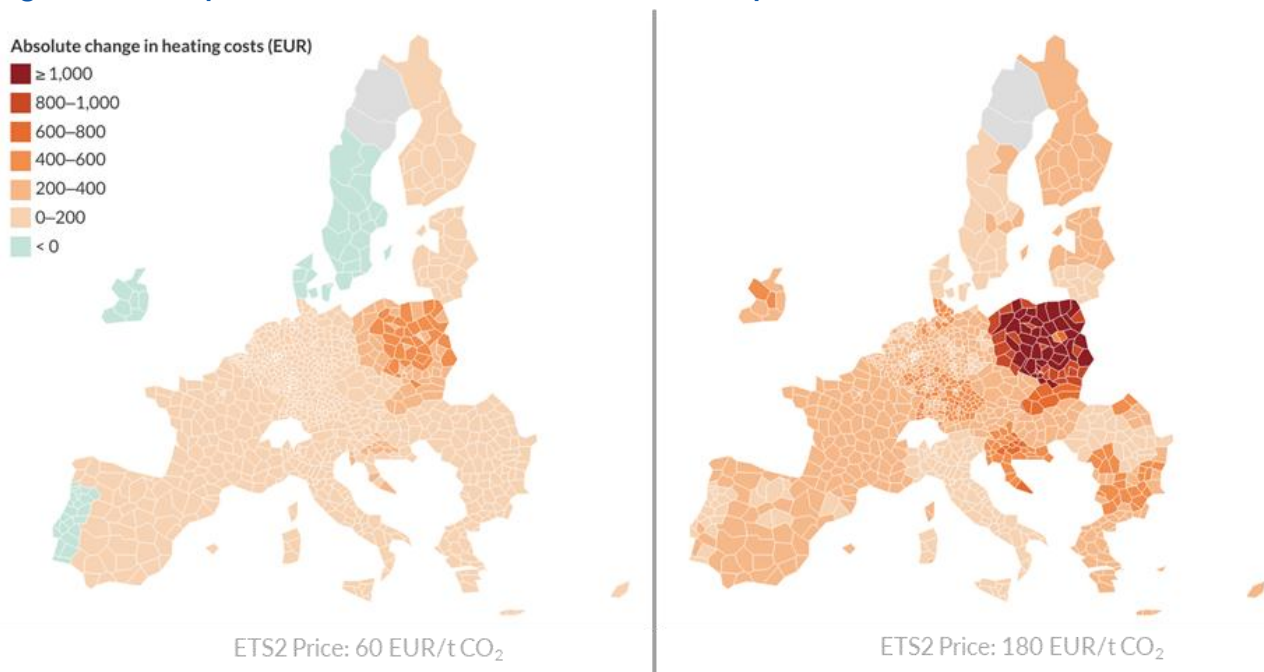 Absolute change in heating costs (EUR)
≥ 1,000
800–1,000
600–800
400–600
200–400
0–200
< 0
ETS2 Price: 60 EUR/t CO₂
ETS2 Price: 180 EUR/t CO₂